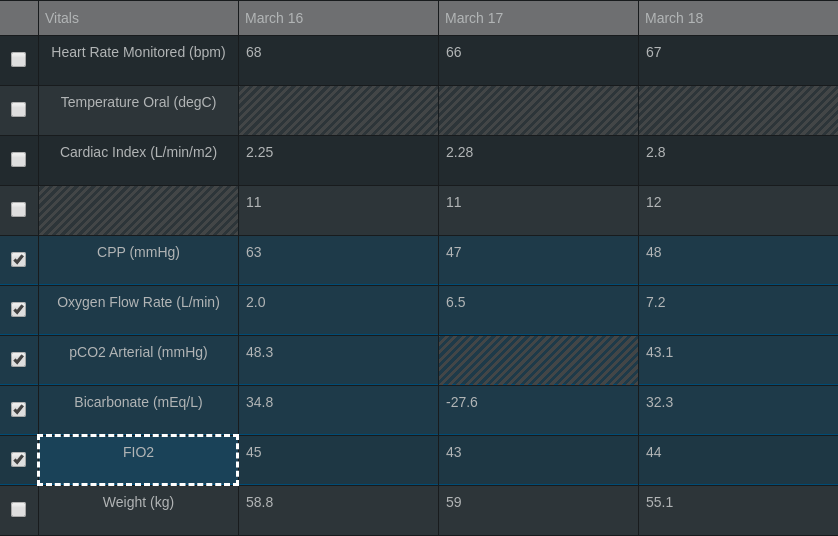 Vitals March 16 March 17 March 18
Heart Rate Monitored (bpm) 68 66 67
Temperature Oral (degC)
Cardiac Index (L/min/m2) 2.25 2.28 2.8
11 11 12
CPP (mmHg) 63 47 48
Oxygen Flow Rate (L/min) 2.0 6.5 7.2
pCO2 Arterial (mmHg) 48.3 43.1
Bicarbonate (mEq/L) 34.8 -27.6 32.3
FIO2 45 43 44
Weight (kg) 58.8 59 55.1